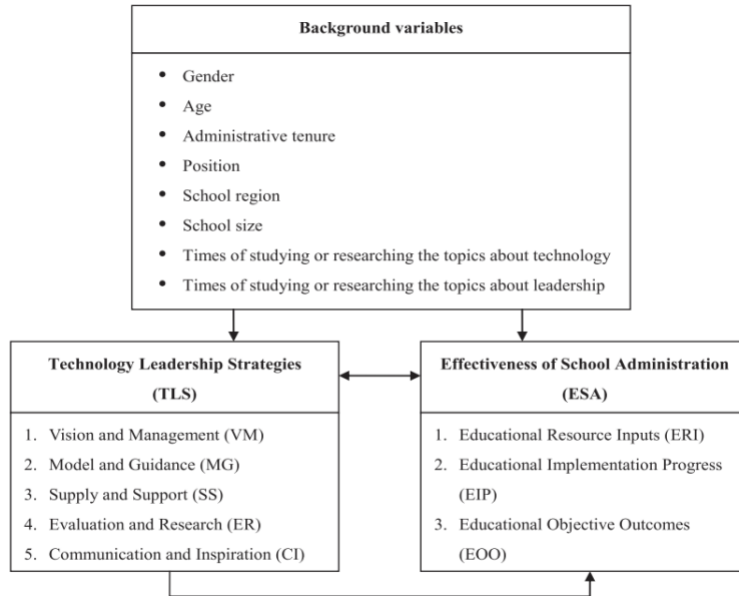 Background variables
• Gender
• Age
• Administrative tenure
• Position
• School region
• School size
• Times of studying or researching the topics about technology
• Times of studying or researching the topics about leadership
Technology Leadership Strategies
(TLS)
1. Vision and Management (VM)
2. Model and Guidance (MG)
3. Supply and Support (SS)
4. Evaluation and Research (ER)
5. Communication and Inspiration (CI)
Effectiveness of School Administration
(ESA)
1. Educational Resource Inputs (ERI)
2. Educational Implementation Progress
(EIP)
3. Educational Objective Outcomes
(EOO)